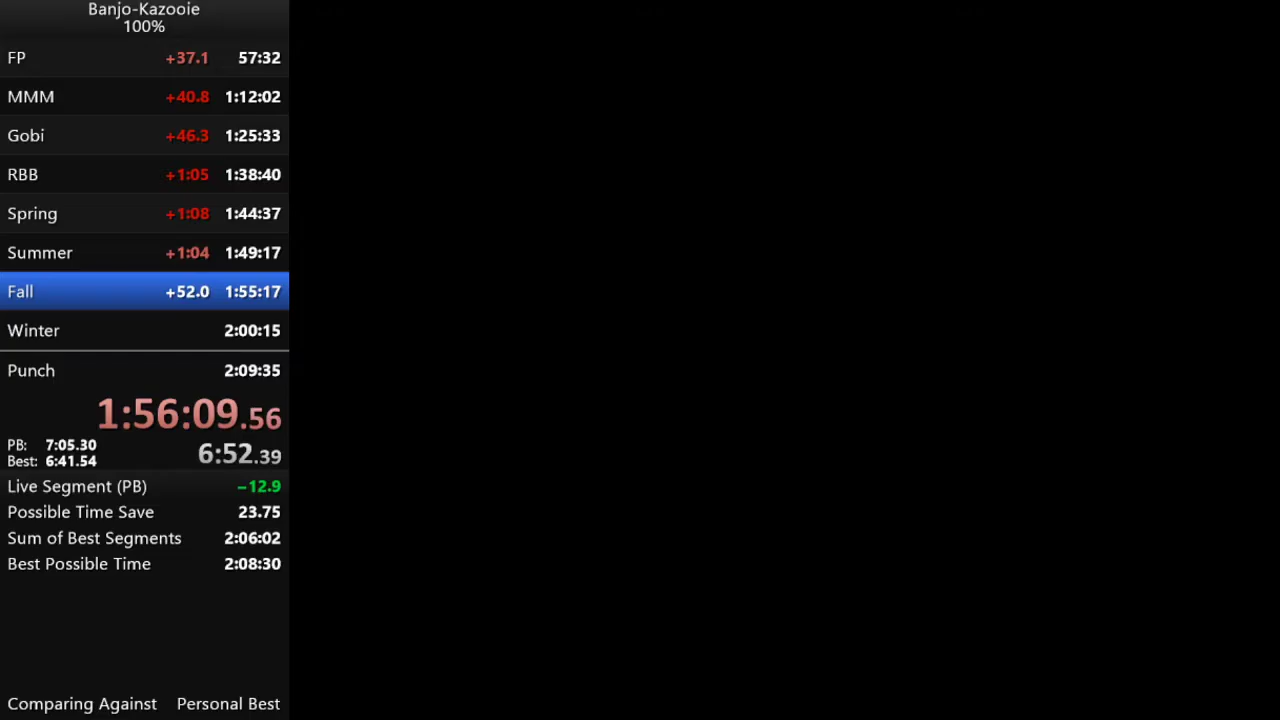 Banjo-Kazooie
100%
FP +37.1 57:32
MMM +40.8 1:12:02
Gobi +46.3 1:25:33
RBB +1:05 1:38:40
Spring +1:08 1:44:37
Summer +1:04 1:49:17
Fall +52.0 1:55:17
Winter 2:00:15
Punch 2:09:35
1:56:09.56
PB: 7:05.30
Best: 6:41.54
6:52.39
Live Segment (PB) −12.9
Possible Time Save 23.75
Sum of Best Segments 2:06:02
Best Possible Time 2:08:30
Comparing Against Personal Best